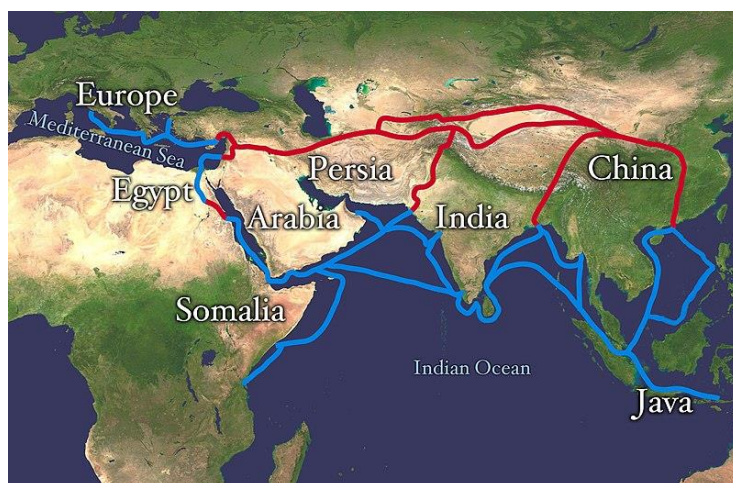 Europe
Mediterranean Sea
Egypt
Arabia
Persia
India
China
Somalia
Indian Ocean
Java